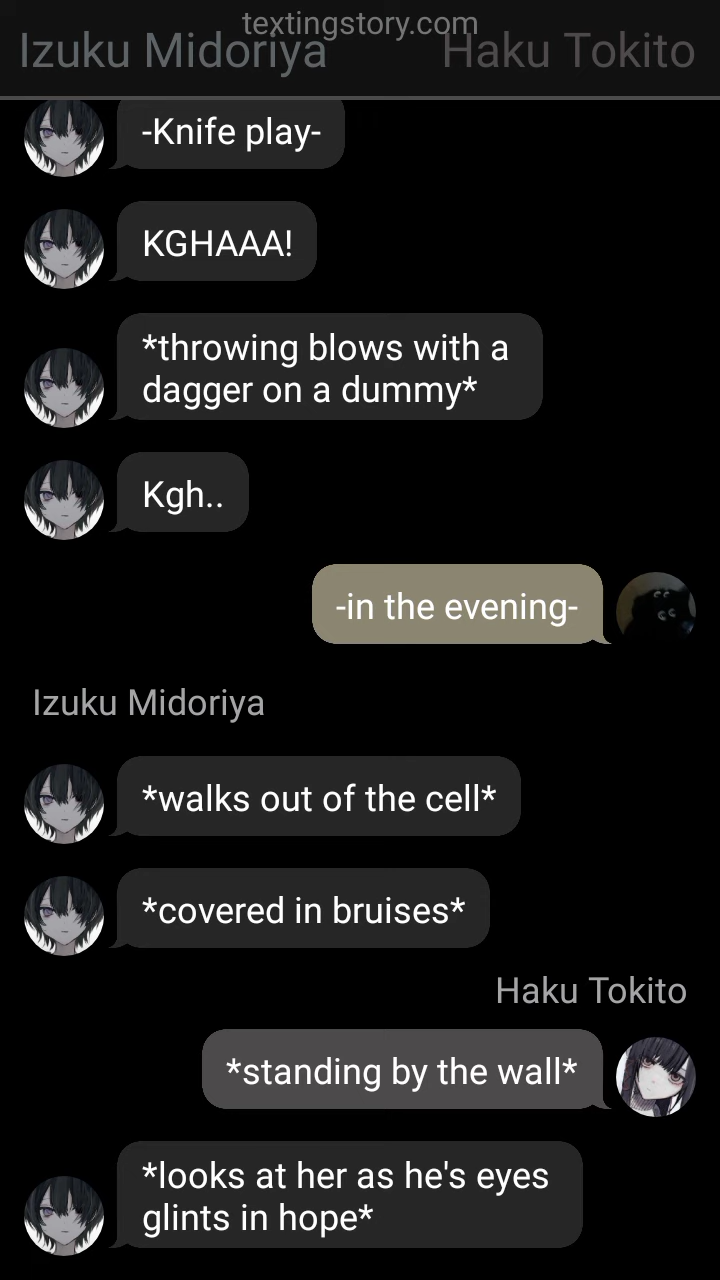 textingstory.com
Izuku Midoriya Haku Tokito
-Knife play-
KGHAAA!
*throwing blows with a
dagger on a dummy*
Kgh..
-in the evening-
Izuku Midoriya
*walks out of the cell*
*covered in bruises*
Haku Tokito
*standing by the wall*
*looks at her as he's eyes
glints in hope*